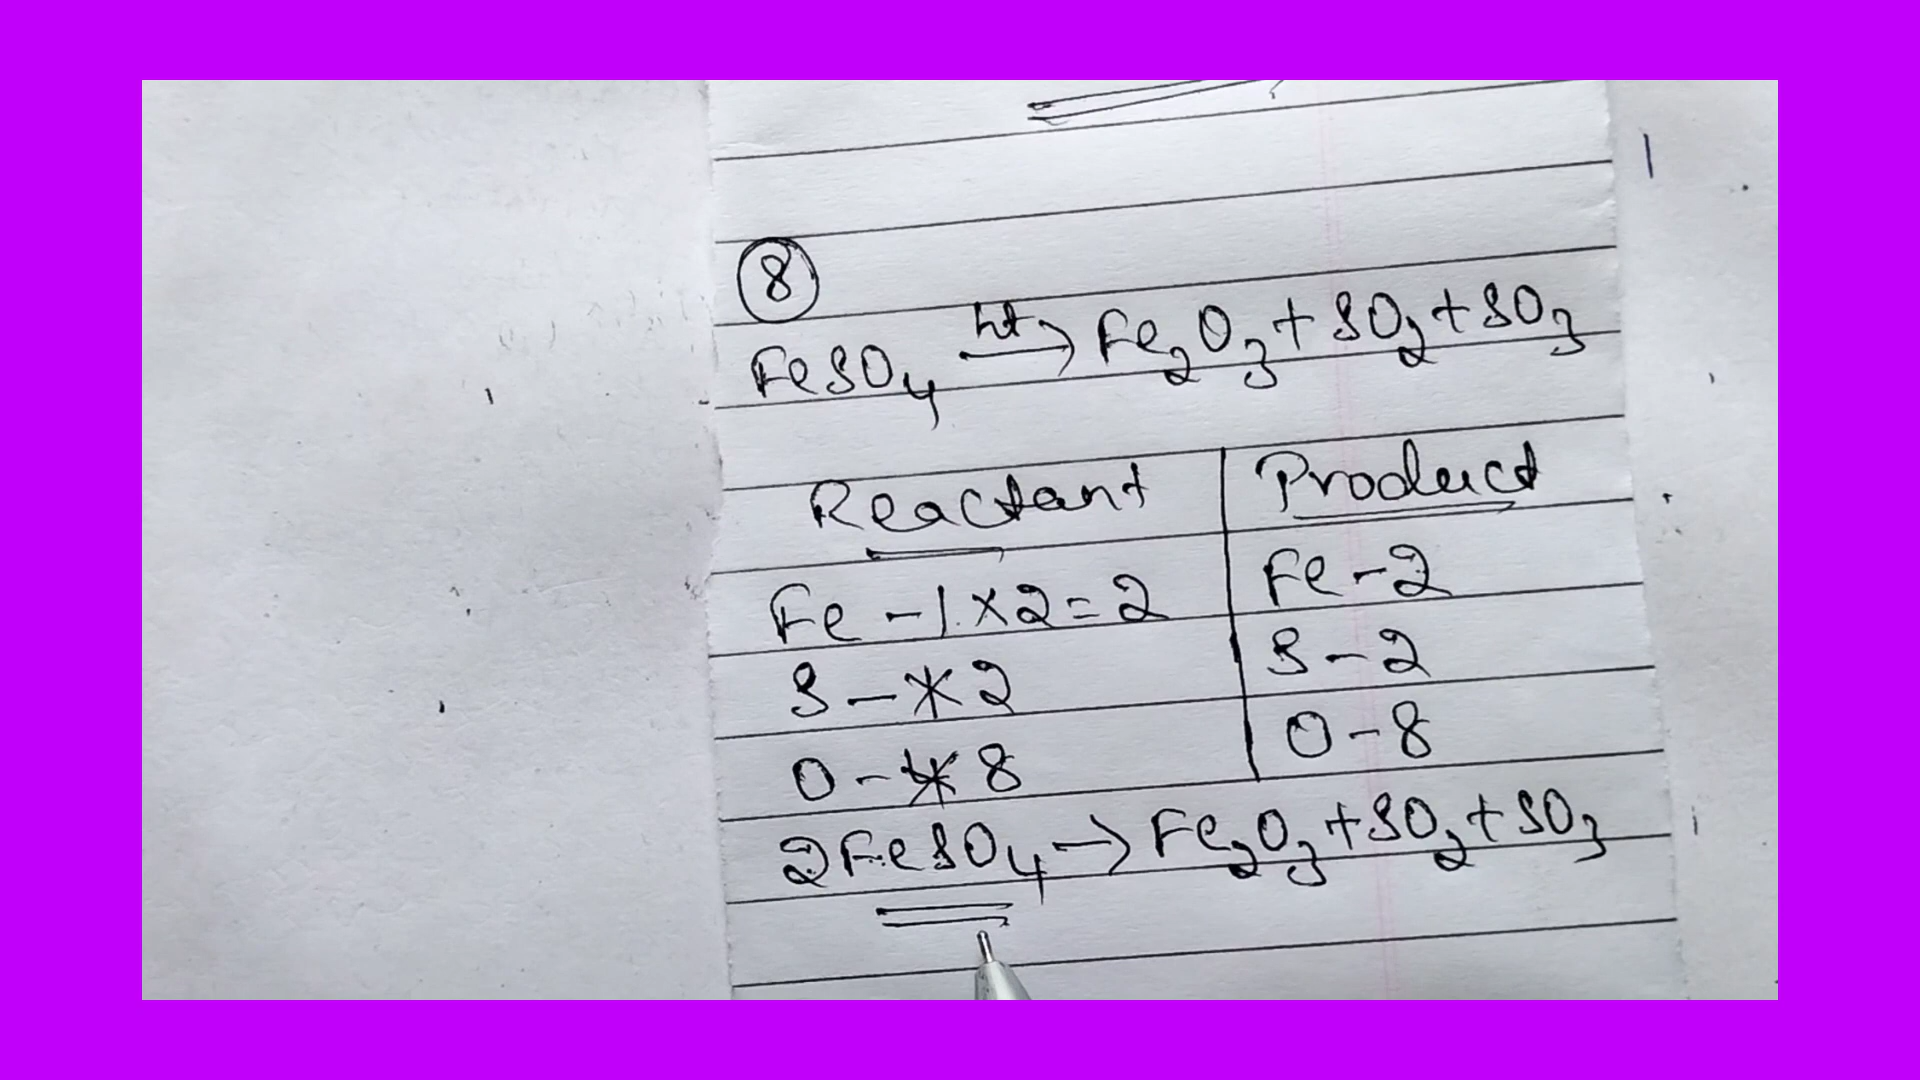 8
FeSO₄ ht→ Fe₂O₃ + SO₂ + SO₃
Reactant | Product
Fe - 1 × 2 = 2 | Fe - 2
S - 2 | S - 2
O - 8 | O - 8
2FeSO₄ → Fe₂O₃ + SO₂ + SO₃